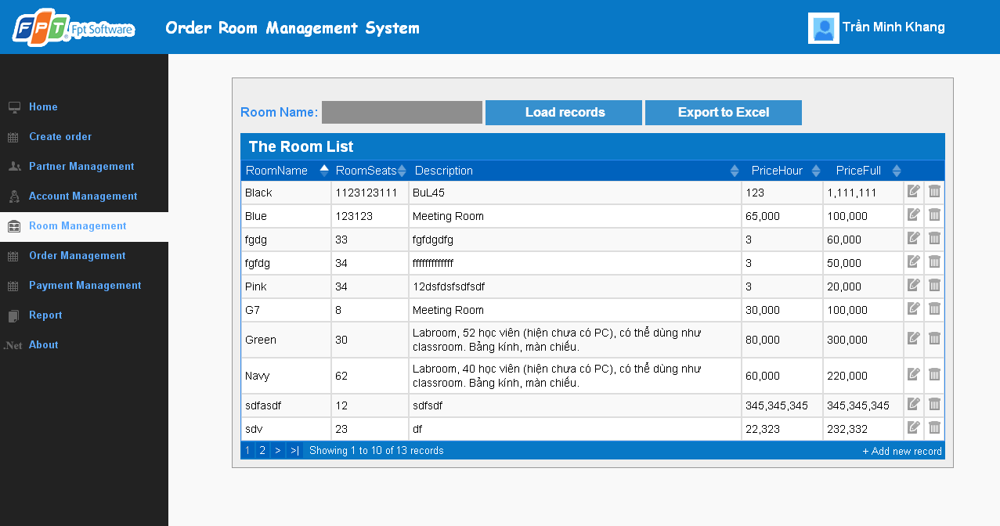 FPT Fpt Software
Order Room Management System
Trần Minh Khang
Home
Create order
Partner Management
Account Management
Room Management
Order Management
Payment Management
Report
.Net About
Room Name: Load records Export to Excel
The Room List
RoomName RoomSeats Description PriceHour PriceFull
Black 1123123111 BuL45 123 1,111,111
Blue 123123 Meeting Room 65,000 100,000
fgdg 33 fgfdgdfg 3 60,000
fgfdg 34 fffffffffffff 3 50,000
Pink 34 12dsfdsfsdfsdf 3 20,000
G7 8 Meeting Room 30,000 100,000
Green 30 Labroom, 52 học viên (hiện chưa có PC), có thể dùng như 80,000 300,000
classroom. Bảng kính, màn chiếu.
Navy 62 Labroom, 40 học viên (hiện chưa có PC), có thể dùng như 60,000 220,000
classroom. Bảng kính, màn chiếu.
sdfasdf 12 sdfsdf 345,345,345 345,345,345
sdv 23 df 22,323 232,332
1 2 > >| Showing 1 to 10 of 13 records + Add new record